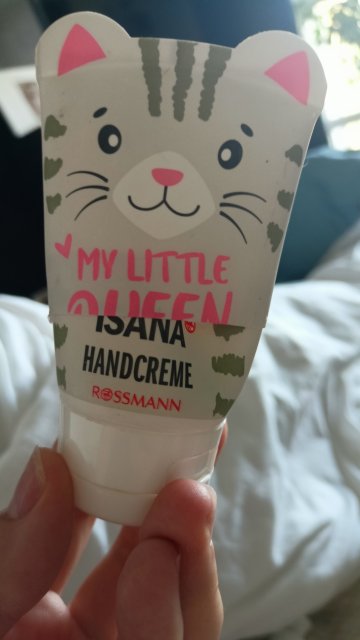 MY LITTLE
QUEEN
ISANA
HANDCREME
ROSSMANN